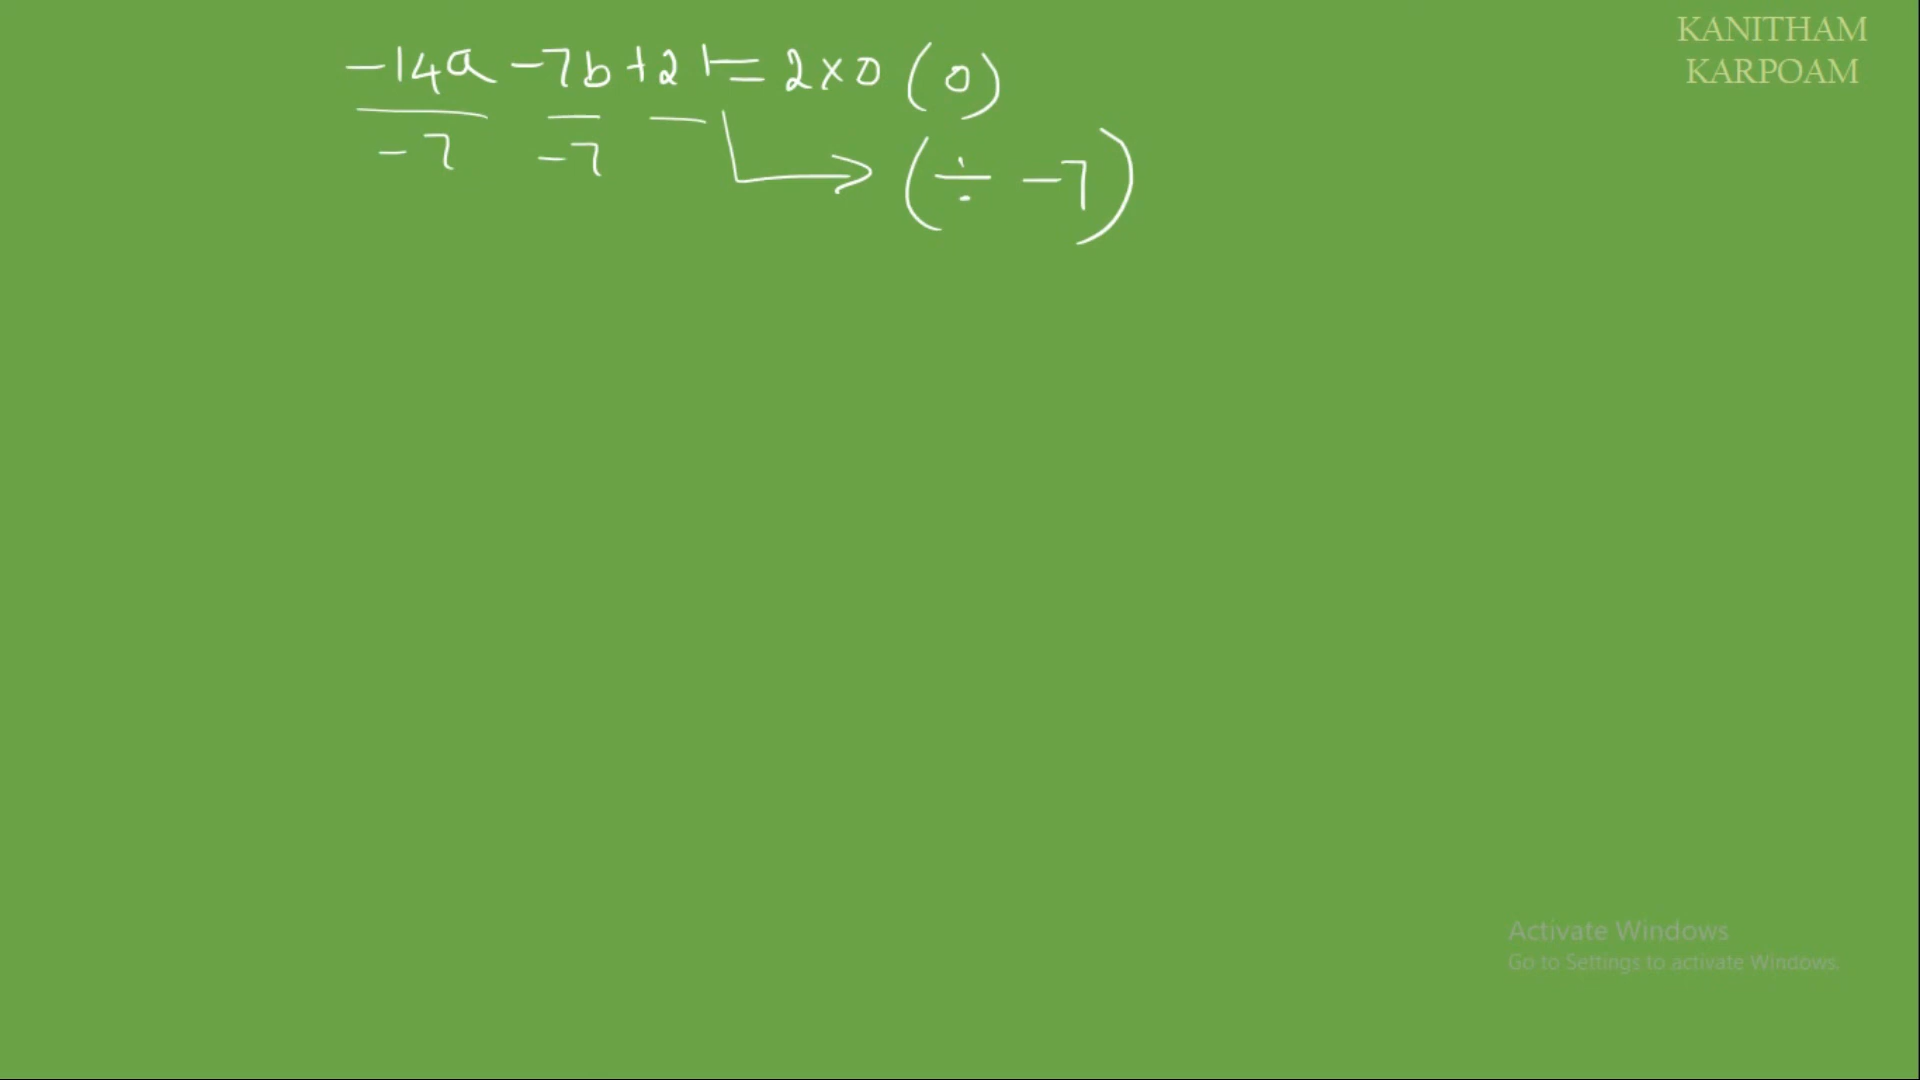 KANITHAM
KARPOAM
-14a -7b +21 = 2 × 0 (0)
-7 -7 (÷ -7)
Activate Windows
Go to Settings to activate Windows.